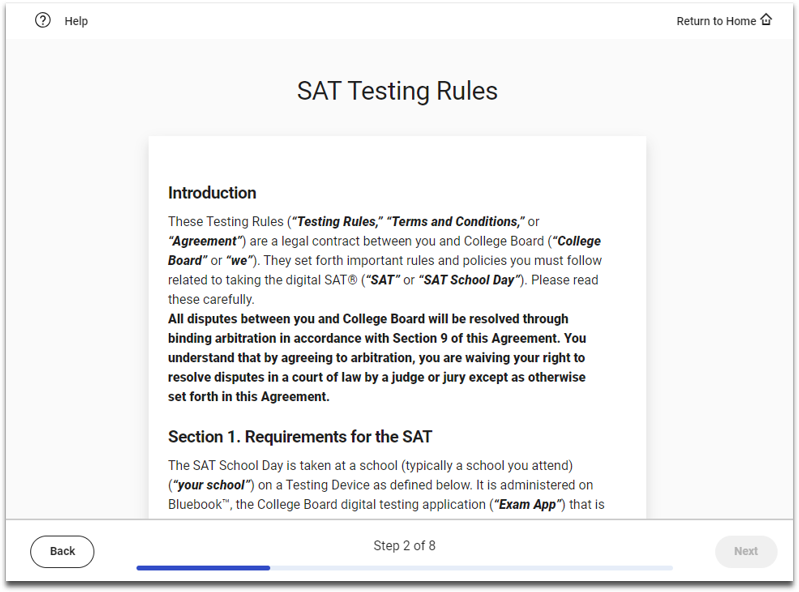 Help
Return to Home
SAT Testing Rules
Introduction
These Testing Rules (“Testing Rules,” “Terms and Conditions,” or
“Agreement”) are a legal contract between you and College Board (“College
Board” or “we”). They set forth important rules and policies you must follow
related to taking the digital SAT® (“SAT” or “SAT School Day”). Please read
these carefully.
All disputes between you and College Board will be resolved through
binding arbitration in accordance with Section 9 of this Agreement. You
understand that by agreeing to arbitration, you are waiving your right to
resolve disputes in a court of law by a judge or jury except as otherwise
set forth in this Agreement.
Section 1. Requirements for the SAT
The SAT School Day is taken at a school (typically a school you attend)
(“your school”) on a Testing Device as defined below. It is administered on
Bluebook™, the College Board digital testing application (“Exam App”) that is
Back
Step 2 of 8
Next